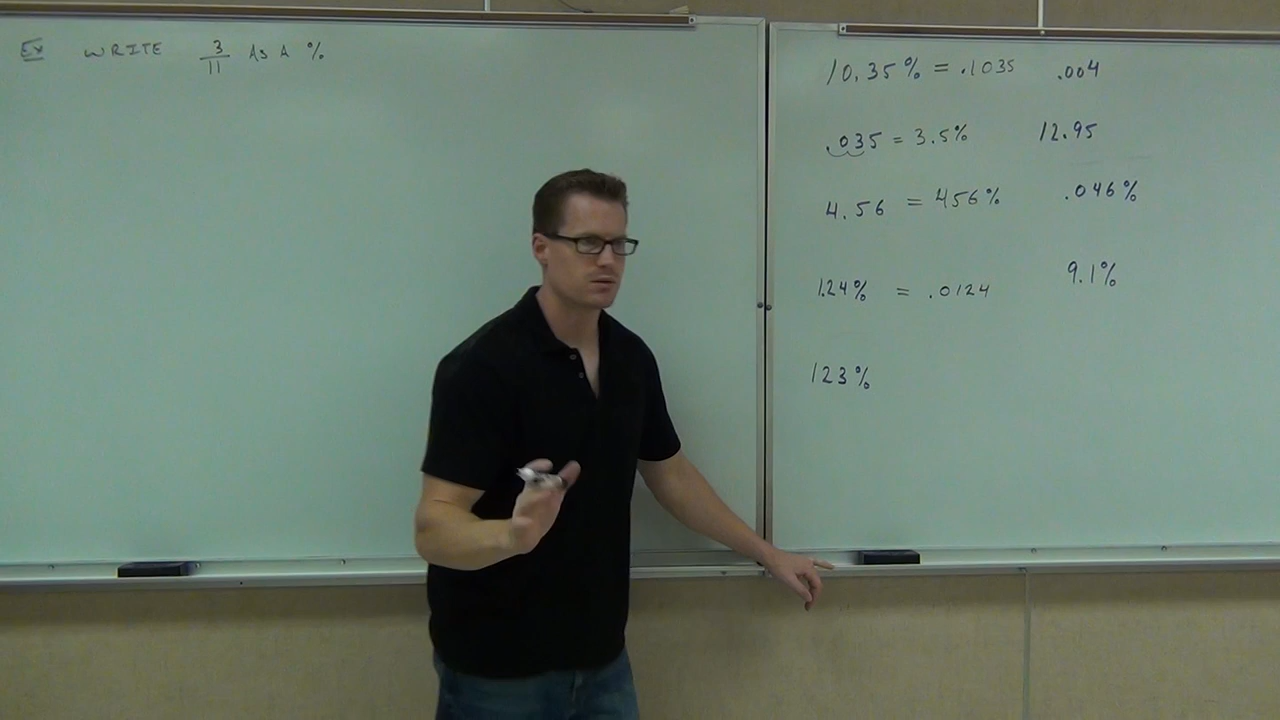 Ex WRITE 3/11 AS A %
10.35% = .1035 .004
.035 = 3.5% 12.95
4.56 = 456% .046%
1.24% = .0124 9.1%
123%